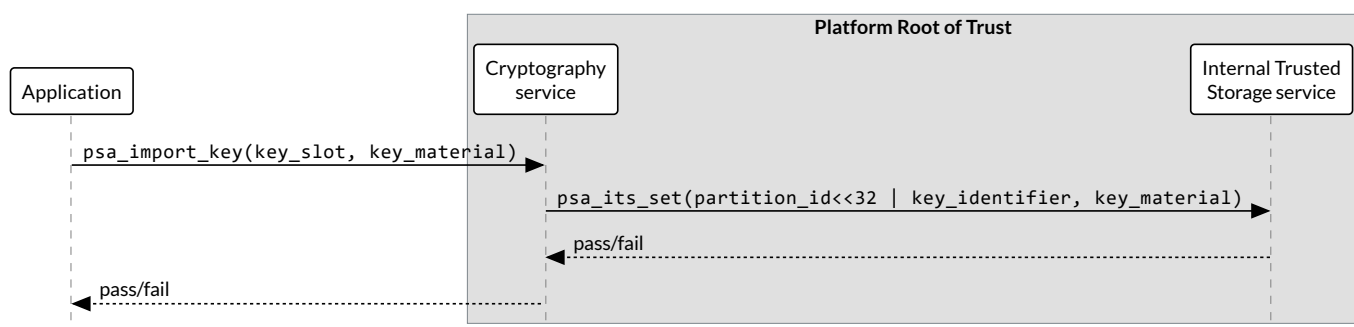 Platform Root of Trust
Application
Cryptography
service
Internal Trusted
Storage service
psa_import_key(key_slot, key_material)
psa_its_set(partition_id<<32 | key_identifier, key_material)
pass/fail
pass/fail